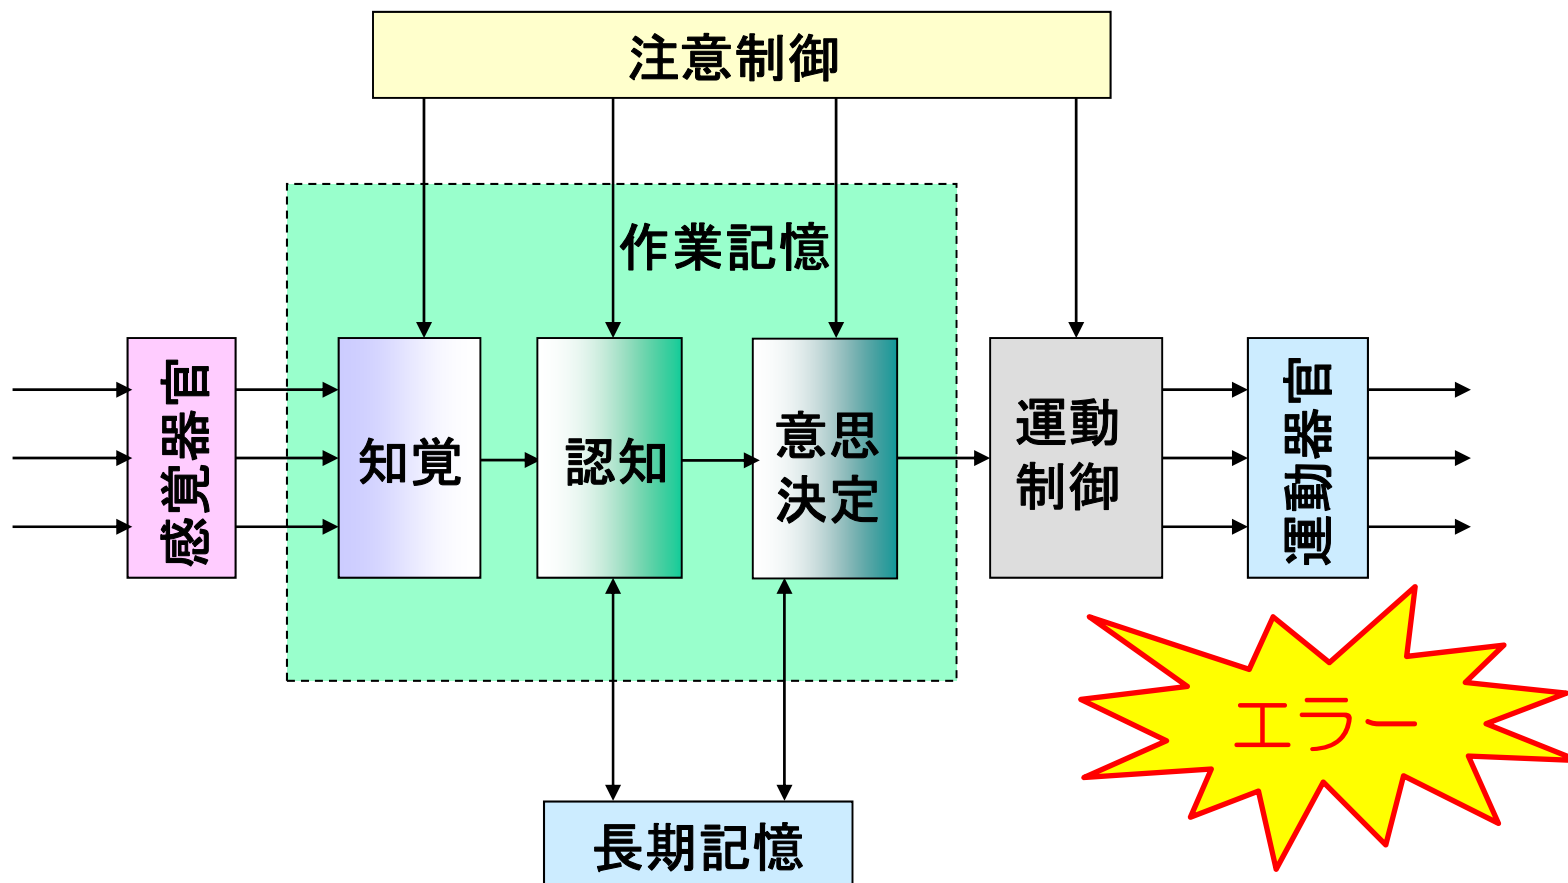 注意制御
作業記憶
感覚器官
知覚
認知
意思
決定
運動
制御
運動器官
エラー
長期記憶